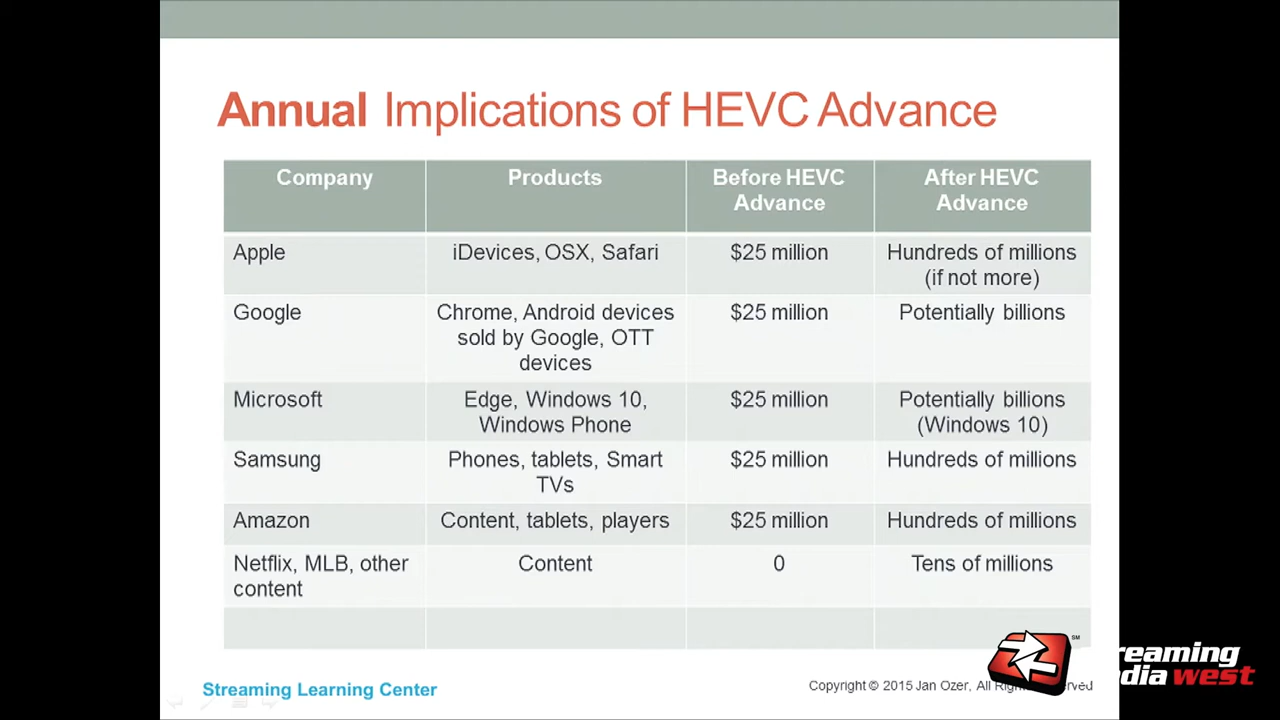 Annual Implications of HEVC Advance
Company Products Before HEVC Advance After HEVC Advance
Apple iDevices, OSX, Safari $25 million Hundreds of millions (if not more)
Google Chrome, Android devices sold by Google, OTT devices $25 million Potentially billions
Microsoft Edge, Windows 10, Windows Phone $25 million Potentially billions (Windows 10)
Samsung Phones, tablets, Smart TVs $25 million Hundreds of millions
Amazon Content, tablets, players $25 million Hundreds of millions
Netflix, MLB, other content Content 0 Tens of millions
Streaming Learning Center
Copyright © 2015 Jan Ozer, All
SM
reaming
dia west